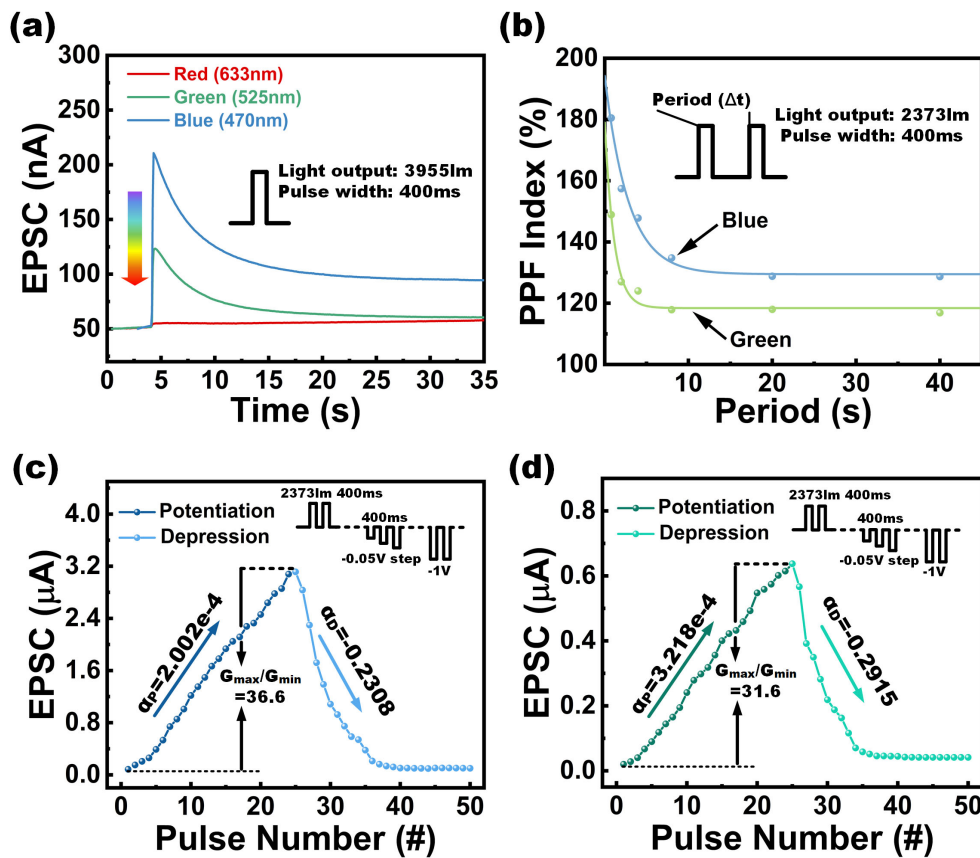 (a)
300
250
200
150
100
50
0
5
10
15
20
25
30
35
EPSC (nA)
Time (s)
Red (633nm)
Green (525nm)
Blue (470nm)
Light output: 3955lm
Pulse width: 400ms
(b)
200
180
160
140
120
100
10
20
30
40
PPF Index (%)
Period (s)
Period (Δt)
Light output: 2373lm
Pulse width: 400ms
Blue
Green
(c)
4.0
3.2
2.4
1.6
0.8
0.0
0
10
20
30
40
50
EPSC (μA)
Pulse Number (#)
Potentiation
Depression
2373lm 400ms
400ms
-0.05V step
-1V
αP=2.002e-4
αD=-0.2308
Gmax/Gmin
=36.6
(d)
0.8
0.6
0.4
0.2
0.0
0
10
20
30
40
50
EPSC (μA)
Pulse Number (#)
Potentiation
Depression
2373lm 400ms
400ms
-0.05V step
-1V
αP=3.218e-4
αD=-0.2915
Gmax/Gmin
=31.6